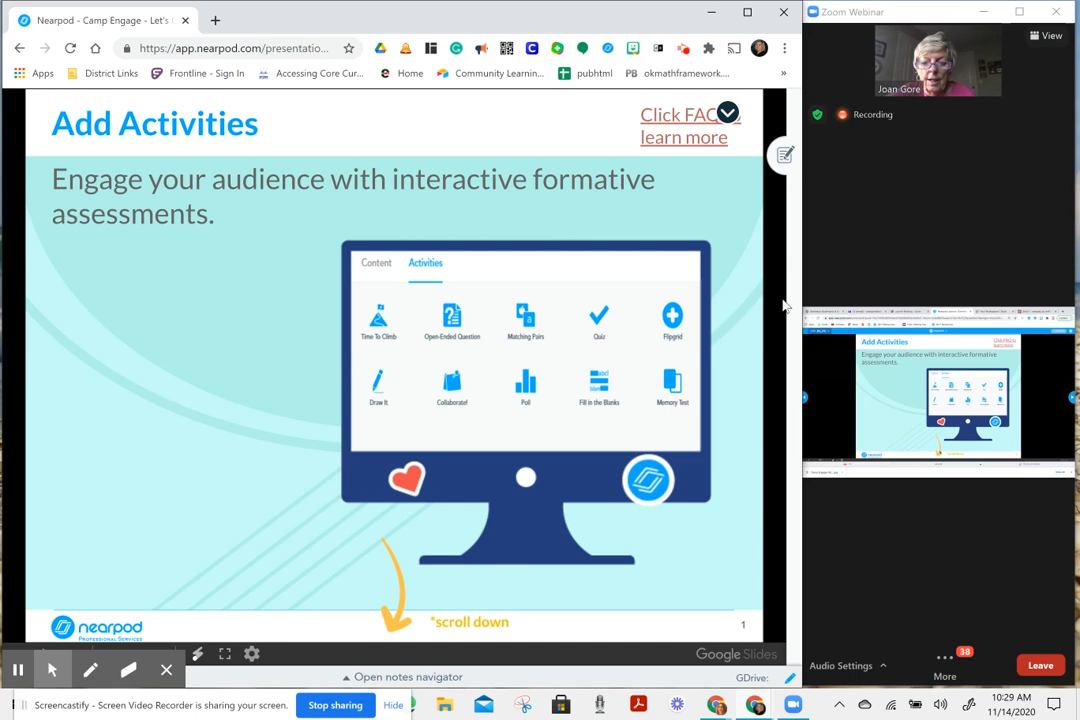 Nearpod - Camp Engage - Let's
https://app.nearpod.com/presentatio...
Apps
District Links
Frontline - Sign In
Accessing Core Cur...
Home
Community Learnin...
pubhtml
PB okmathframework....
»
Add Activities
Click FAQ
learn more
Engage your audience with interactive formative
assessments.
Content
Activities
Time To Climb
Open-Ended Question
Matching Pairs
Quiz
Flipgrid
Draw It
Collaborate!
Poll
Fill in the Blanks
Memory Test
*scroll down
nearpod
PROFESSIONAL SERVICES
1
Google Slides
Open notes navigator
GDrive:
Screencastify - Screen Video Recorder is sharing your screen.
Stop sharing
Hide
Zoom Webinar
View
Joan Gore
Recording
Add Activities
Engage your audience with interactive formative
assessments.
Audio Settings
38
More
Leave
10:29 AM
11/14/2020